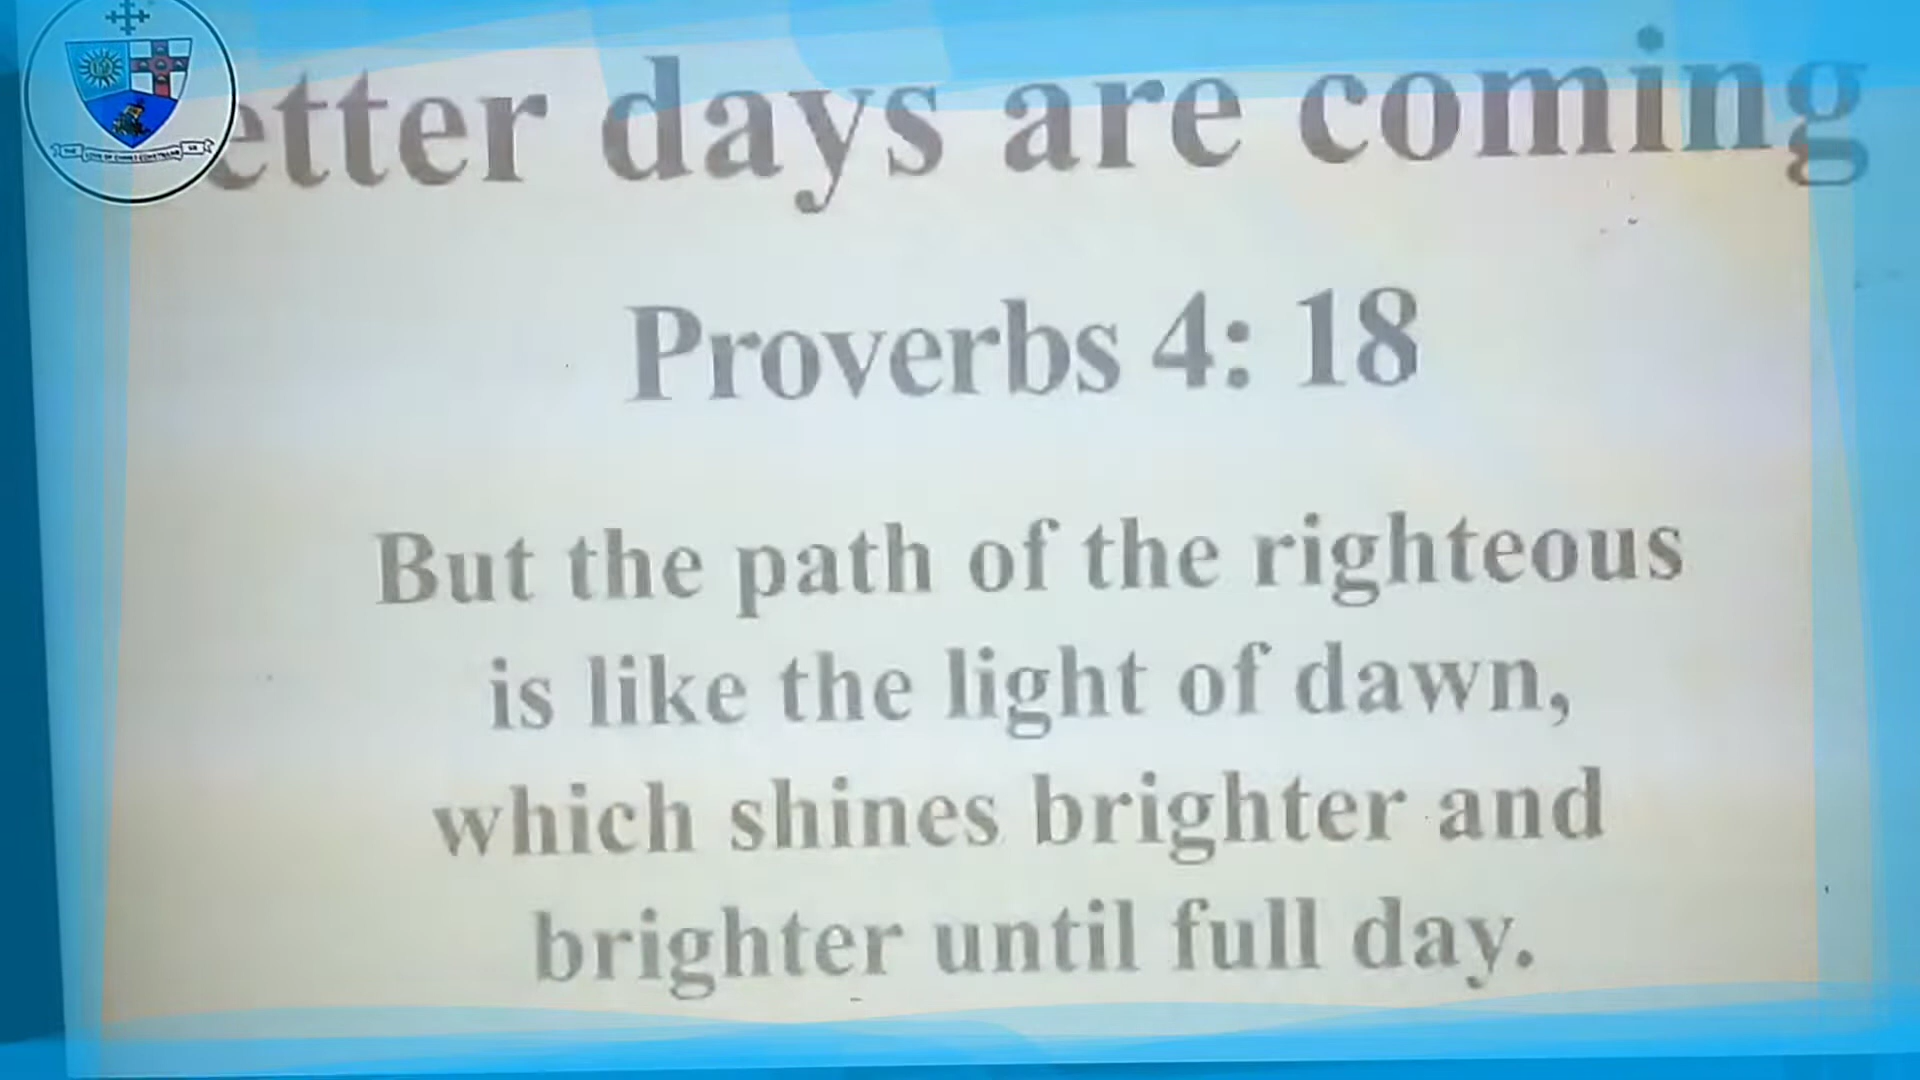 etter days are coming
Proverbs 4: 18
But the path of the righteous
is like the light of dawn,
which shines brighter and
brighter until full day.